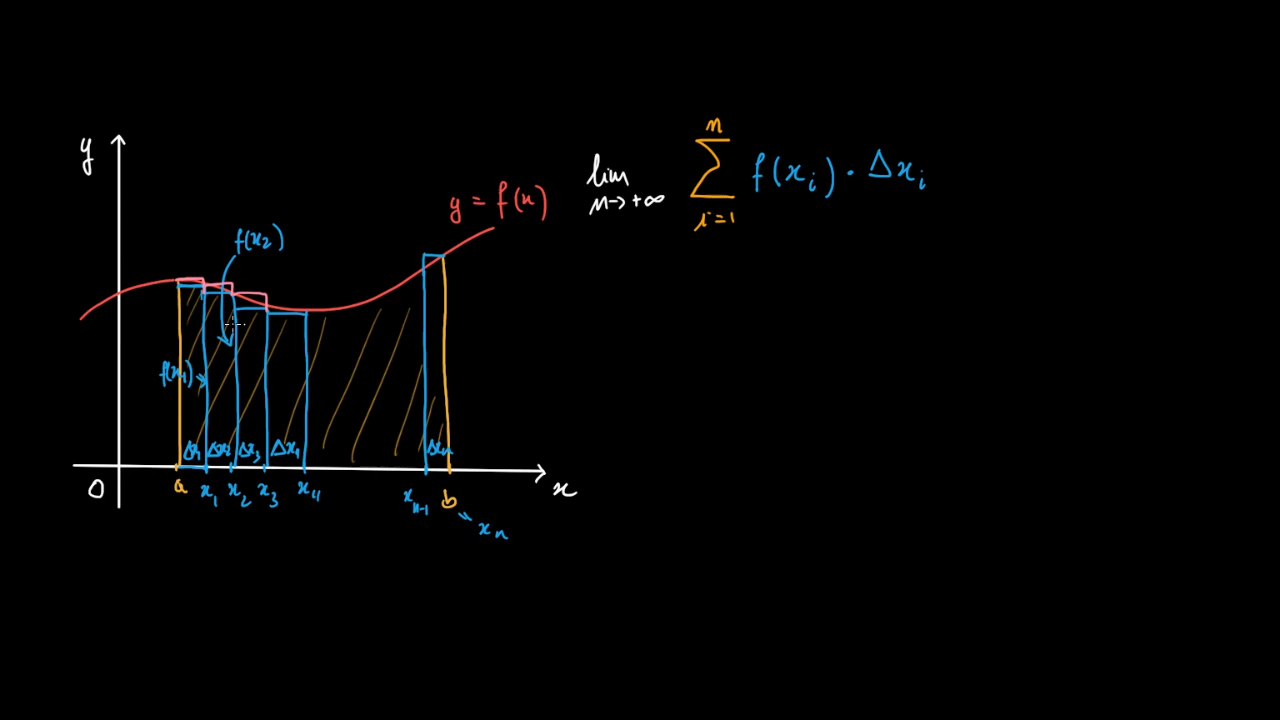 y
y = f(x)
lim n→+∞ n ∑ i=1 f(xᵢ) · Δxᵢ
f(x₂)
f(x₁)
Δx₁ Δx₂ Δx₃ Δx₄ Δxₙ
0 a x₁ x₂ x₃ x₄ xₙ₋₁ b x
xₙ